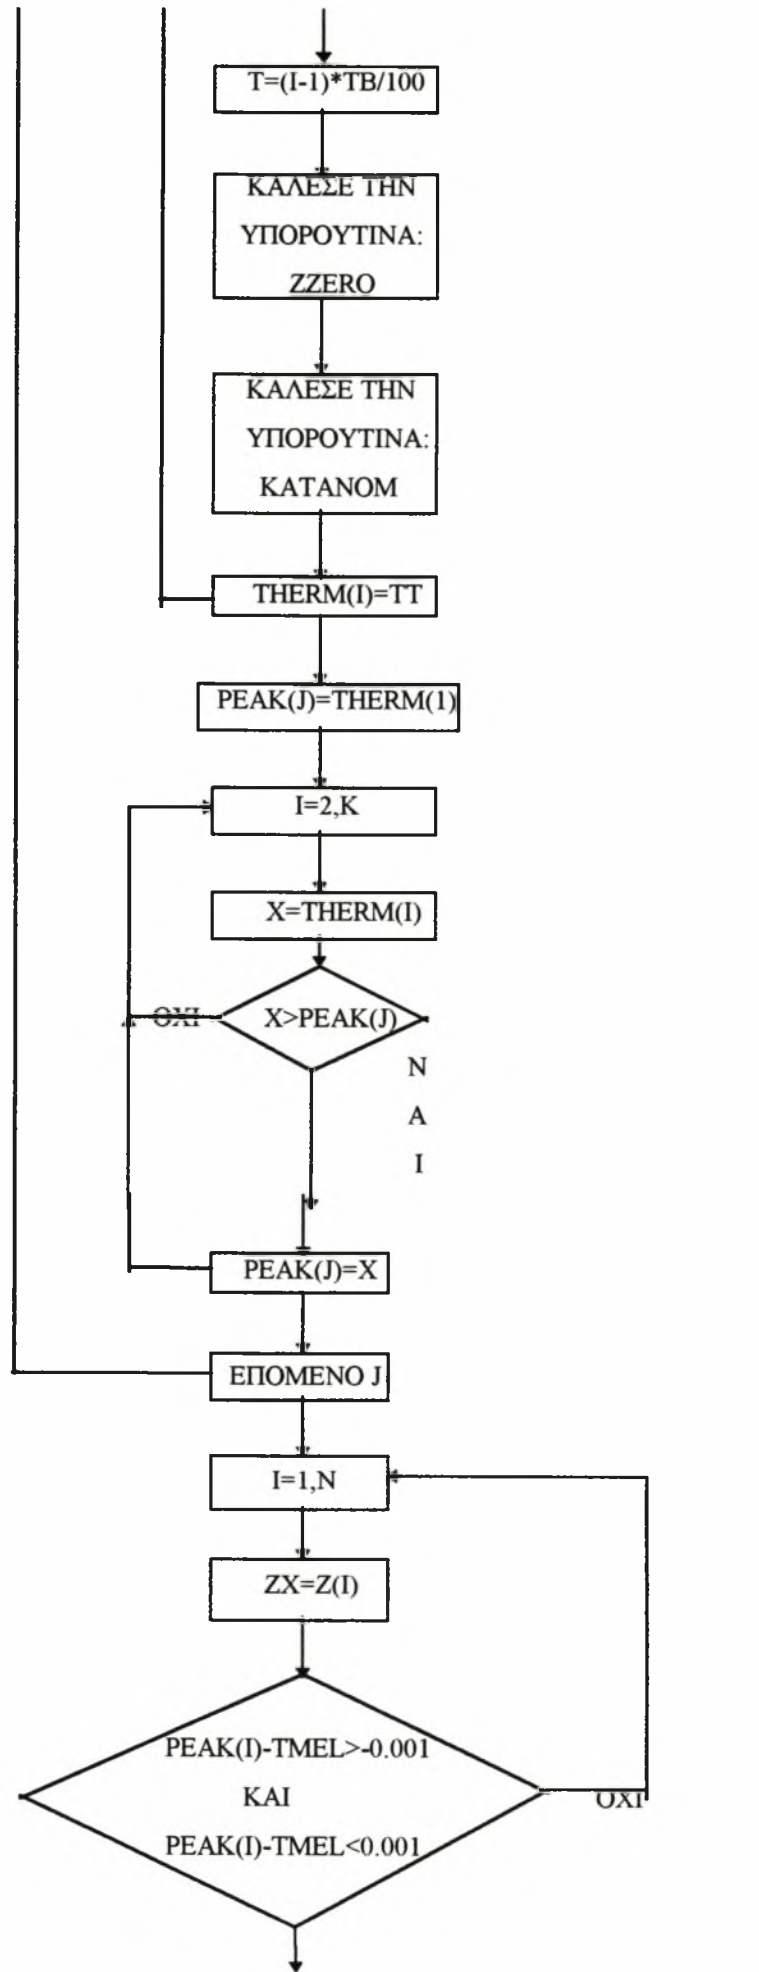 T=(I-1)*TB/100
ΚΑΛΕΣΕ ΤΗΝ
ΥΠΟΡΟΥΤΙΝΑ:
ZZERO
ΚΑΛΕΣΕ ΤΗΝ
ΥΠΟΡΟΥΤΙΝΑ:
KATANOM
THERM(I)=TT
PEAK(J)=THERM(1)
I=2,K
X=THERM(I)
ΟΧΙ X>PEAK(J)
Ν
Α
Ι
PEAK(J)=X
ΕΠΟΜΕΝΟ J
I=1,N
ZX=Z(I)
PEAK(I)-TMEL>-0.001
ΚΑΙ
ΟΧΙ
PEAK(I)-TMEL<0.001